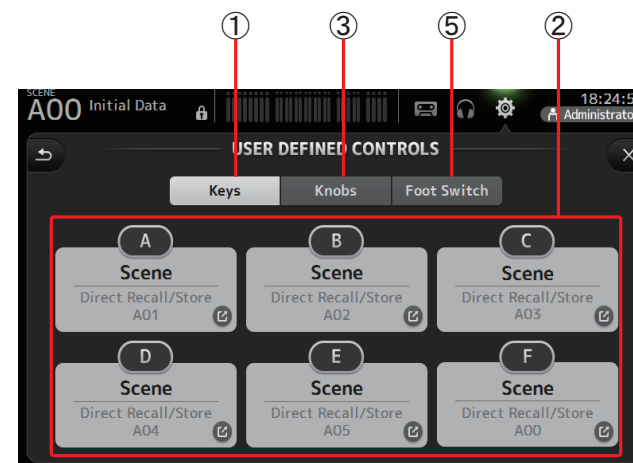 ① ③ ⑤ ②
SCENE
A00 Initial Data
18:24:5
Administrato
USER DEFINED CONTROLS
Keys Knobs Foot Switch
A B C
Scene Scene Scene
Direct Recall/Store Direct Recall/Store Direct Recall/Store
A01 A02 A03
D E F
Scene Scene Scene
Direct Recall/Store Direct Recall/Store Direct Recall/Store
A04 A05 A00